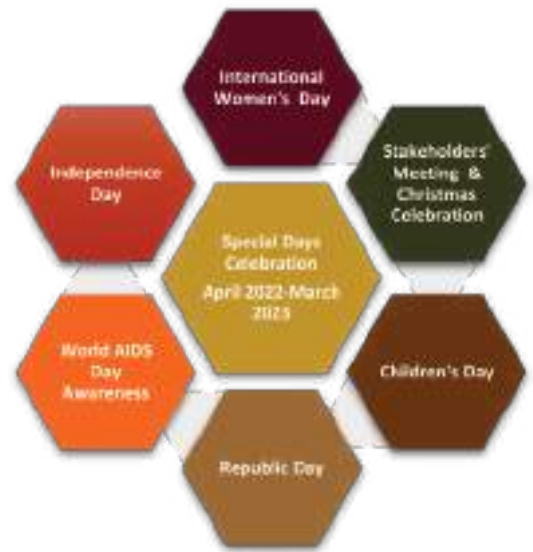 International
Women's Day
Stakeholders'
Meeting &
Christmas
Celebration
Children's Day
Republic Day
World AIDS
Day
Awareness
Independence
Day
Special Days
Celebration
April 2022-March
2023